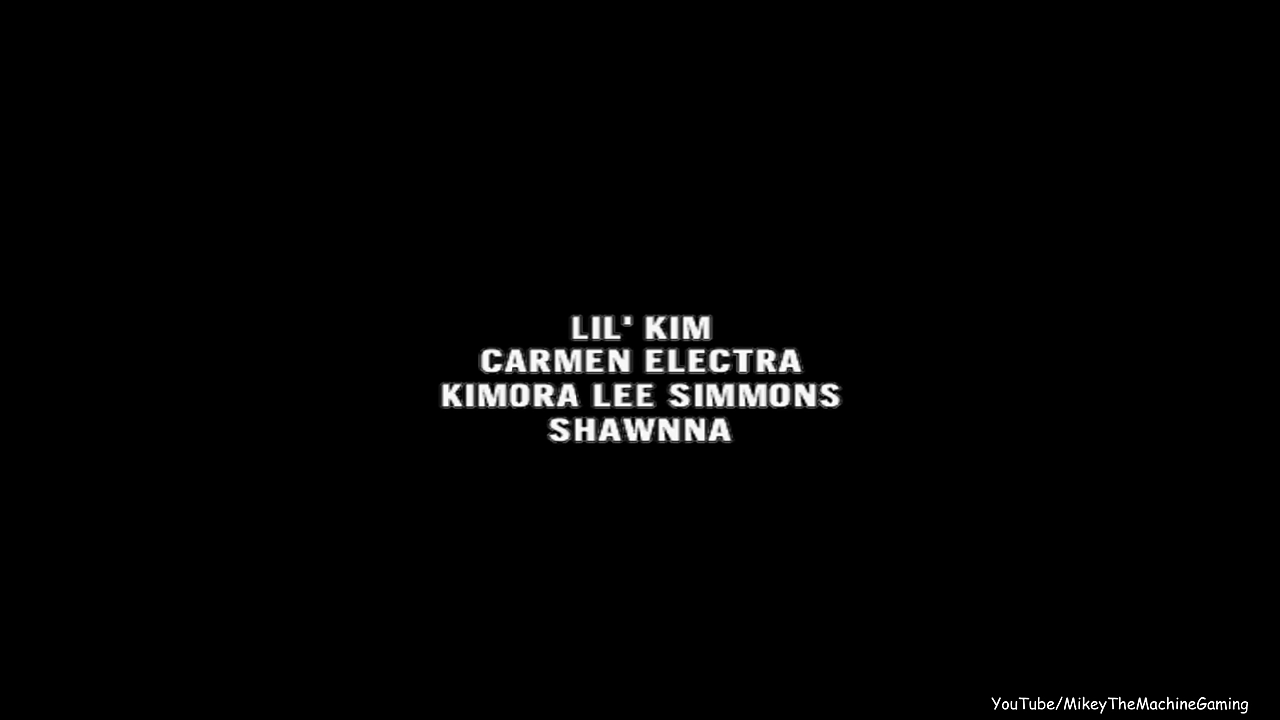 LIL' KIM
CARMEN ELECTRA
KIMORA LEE SIMMONS
SHAWNNA
YouTube/MikeyTheMachineGaming